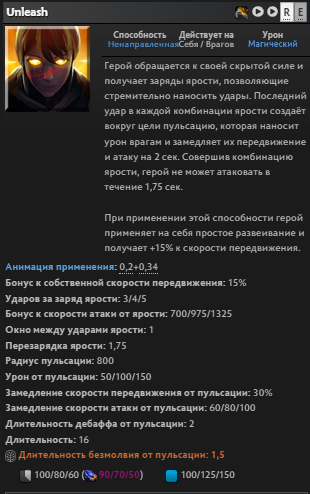 Unleash
R E
Способность Действует на Урон
Ненаправленная Себя / Врагов Магический
Герой обращается к своей скрытой силе и
получает заряды ярости, позволяющие
стремительно наносить удары. Последний
удар в каждой комбинации ярости создаёт
вокруг цели пульсацию, которая наносит
урон врагам и замедляет их передвижение
и атаку на 2 сек. Совершив комбинацию
ярости, герой не может атаковать в
течение 1,75 сек.
При применении этой способности герой
применяет на себя простое развеивание и
получает +15% к скорости передвижения.
Анимация применения: 0,2+0,34
Бонус к собственной скорости передвижения: 15%
Ударов за заряд ярости: 3/4/5
Бонус к скорости атаки от ярости: 700/975/1325
Окно между ударами ярости: 1
Перезарядка ярости: 1,75
Радиус пульсации: 800
Урон от пульсации: 50/100/150
Замедление скорости передвижения от пульсации: 30%
Замедление скорости атаки от пульсации: 60/80/100
Длительность дебаффа от пульсации: 2
Длительность: 16
Длительность безмолвия от пульсации: 1,5
100/80/60 (90/70/50) 100/125/150